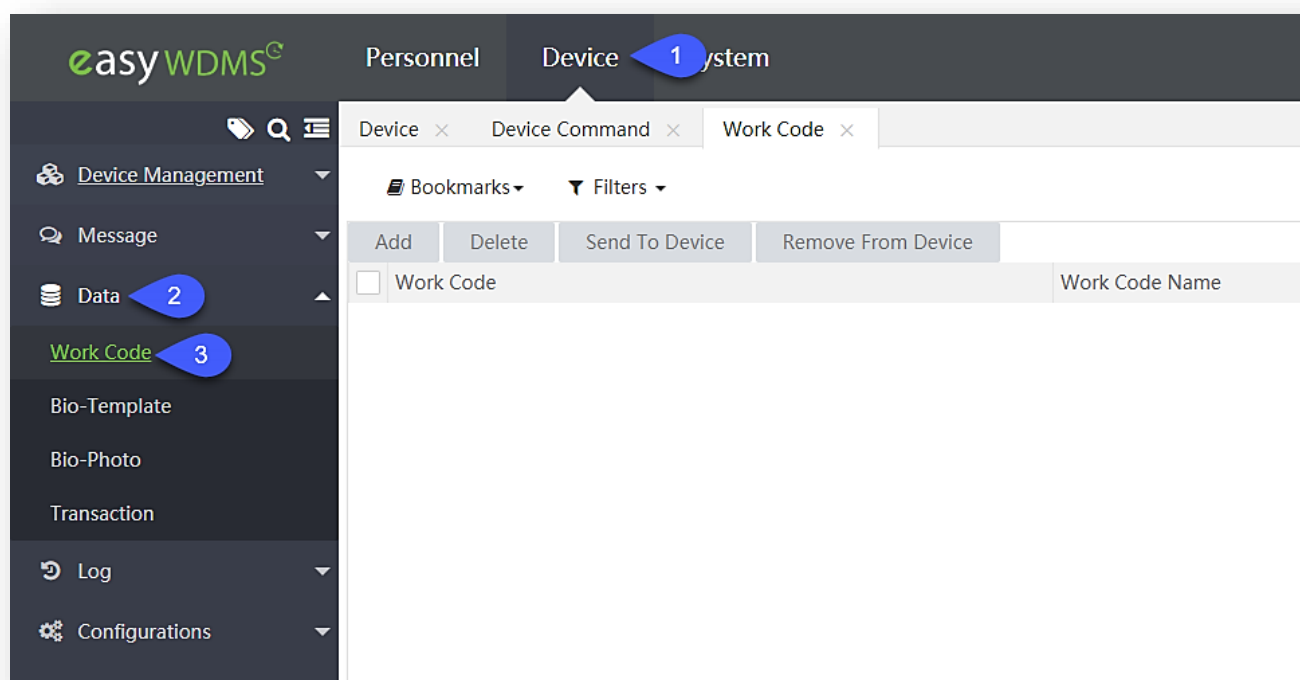 easy WDMS
Personnel Device 1 ystem
Device Device Command Work Code
Device Management
Bookmarks Filters
Message
Add Delete Send To Device Remove From Device
Work Code Work Code Name
Data 2
Work Code 3
Bio-Template
Bio-Photo
Transaction
Log
Configurations